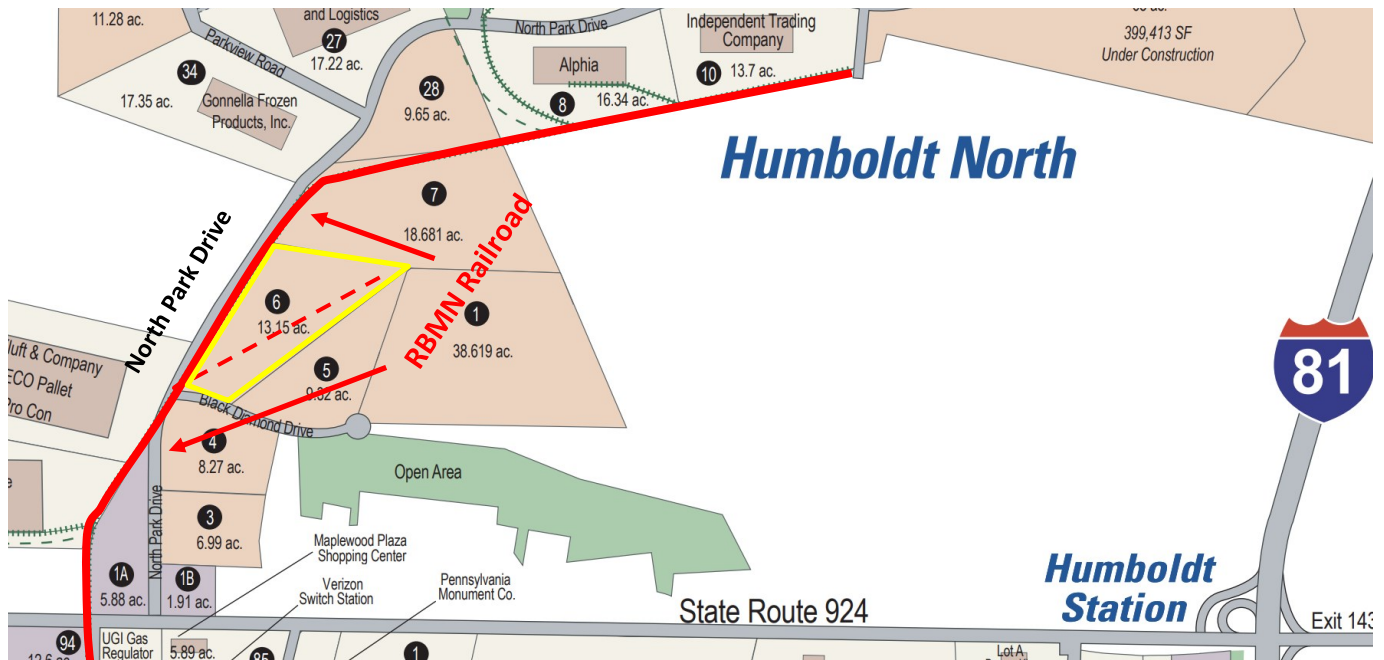 11.28 ac.
and Logistics
27
17.22 ac.
Parkview Road
34
17.35 ac.
Gonnella Frozen
Products, Inc.
28
9.65 ac.
North Park Drive
Alphia
8
16.34 ac.
Independent Trading
Company
10
13.7 ac.
399,413 SF
Under Construction
Humboldt North
7
18.681 ac.
North Park Drive
RBMN Railroad
6
13.15 ac.
1
38.619 ac.
5
Black Diamond Drive
& Company
ECO Pallet
Pro Con
4
8.27 ac.
Open Area
3
6.99 ac.
North Park Drive
1A
5.88 ac.
1B
1.91 ac.
Maplewood Plaza
Shopping Center
Verizon
Switch Station
Pennsylvania
Monument Co.
State Route 924
81
Humboldt
Station
Exit 143
94
UGI Gas
Regulator
5.89 ac.
85
1
Lot A